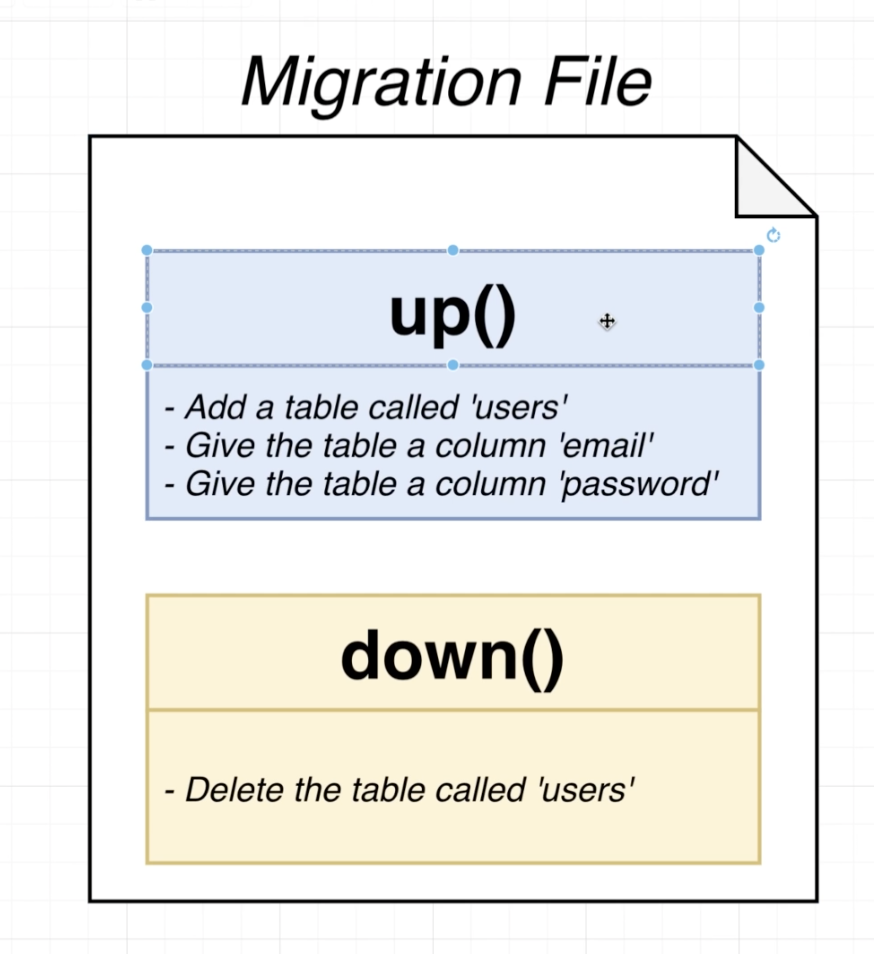 Migration File
up()
- Add a table called 'users'
- Give the table a column 'email'
- Give the table a column 'password'
down()
- Delete the table called 'users'